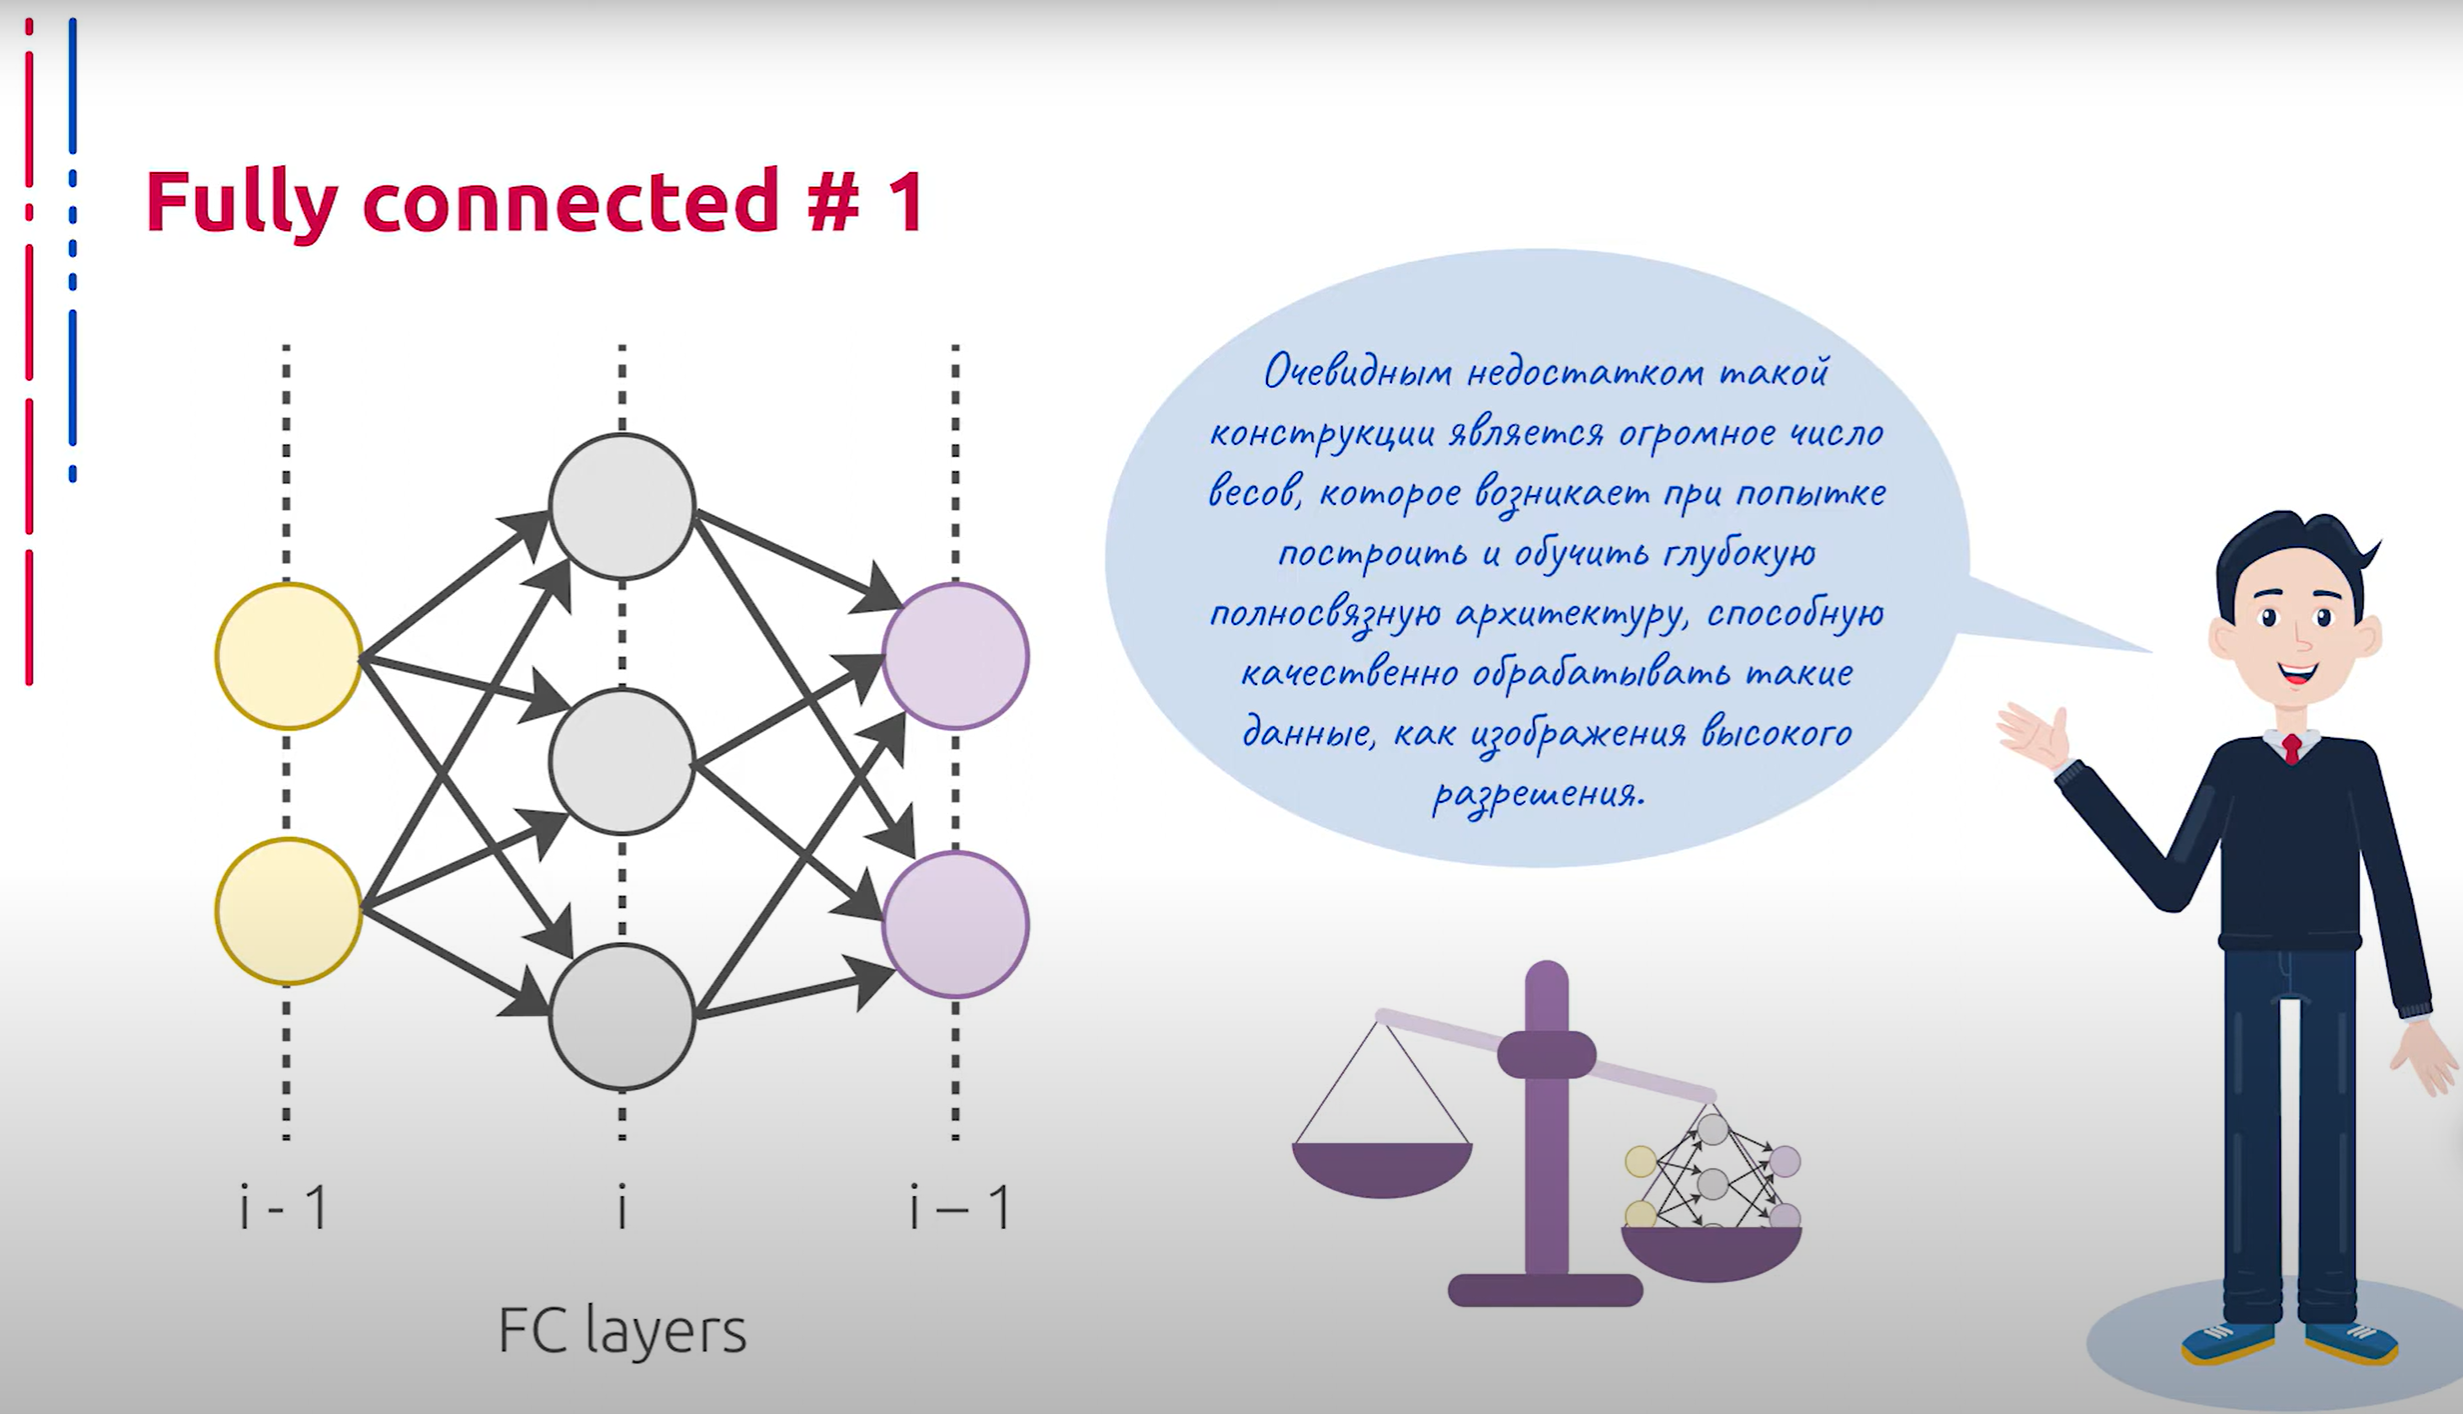 Fully connected # 1
Очевидным недостатком такой
конструкции является огромное число
весов, которое возникает при попытке
построить и обучить глубокую
полносвязную архитектуру, способную
качественно обрабатывать такие
данные, как изображения высокого
разрешения.
i - 1
i
i – 1
FC layers